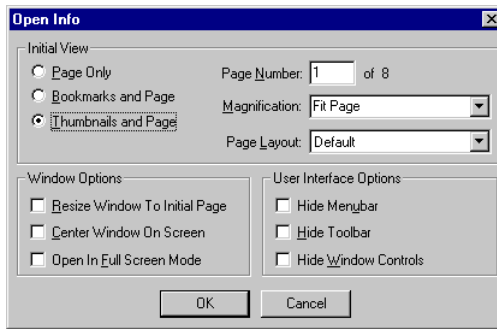 Open Info
Initial View
Page Only
Bookmarks and Page
Thumbnails and Page
Page Number: 1 of 8
Magnification: Fit Page
Page Layout: Default
Window Options
Resize Window To Initial Page
Center Window On Screen
Open In Full Screen Mode
User Interface Options
Hide Menubar
Hide Toolbar
Hide Window Controls
OK
Cancel